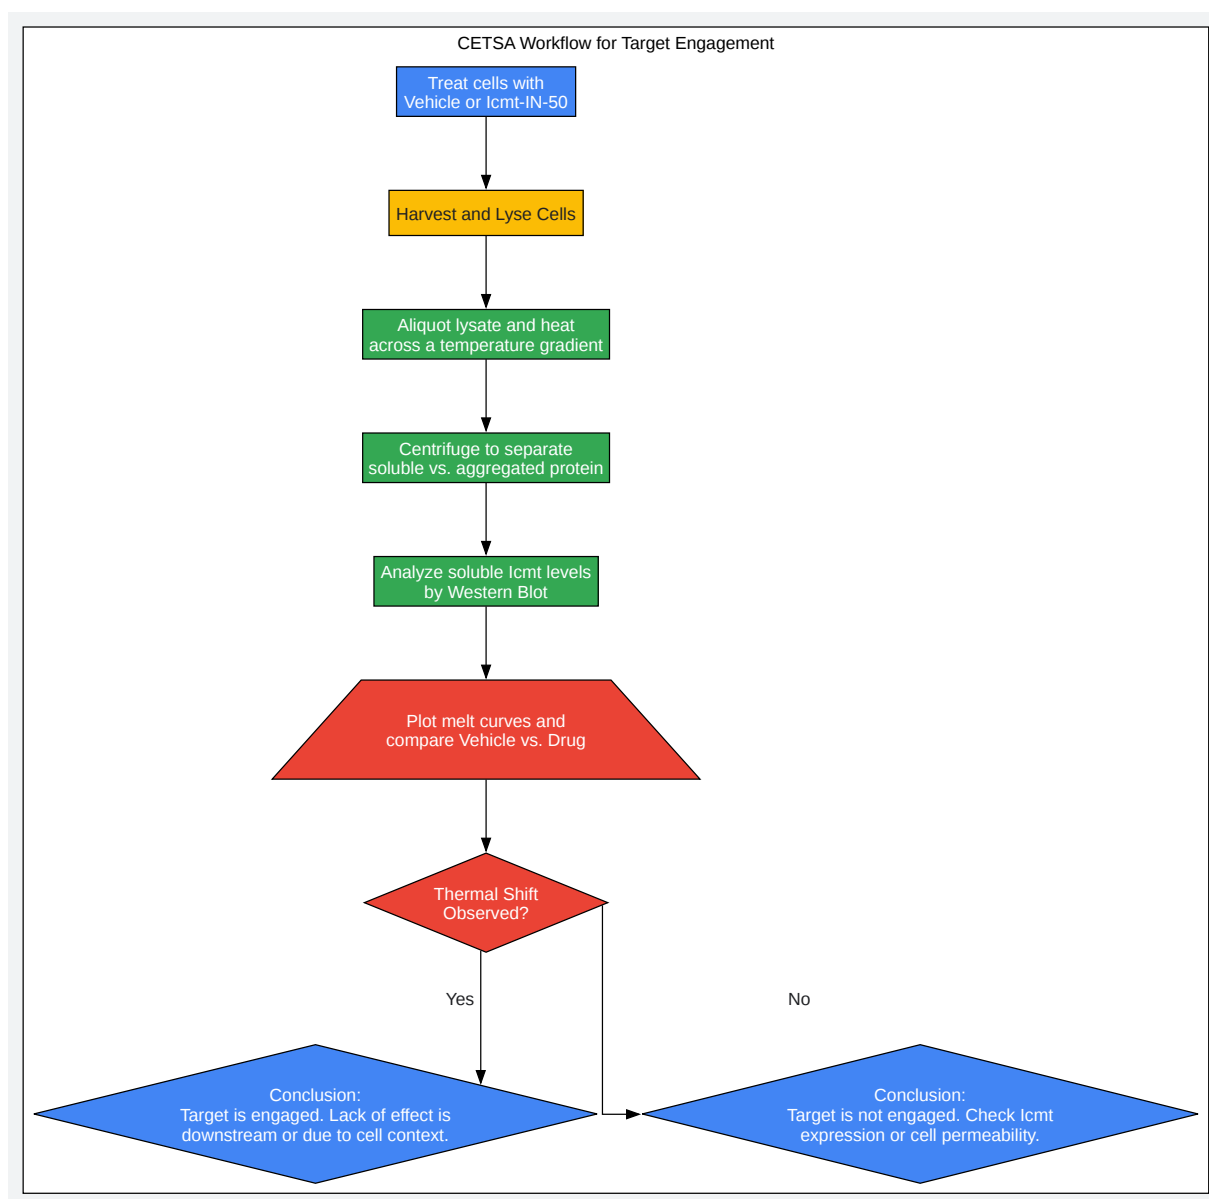 CETSA Workflow for Target Engagement
Treat cells with
Vehicle or Icmt-IN-50
Harvest and Lyse Cells
Aliquot lysate and heat
across a temperature gradient
Centrifuge to separate
soluble vs. aggregated protein
Analyze soluble Icmt levels
by Western Blot
Plot melt curves and
compare Vehicle vs. Drug
Thermal Shift
Observed?
Yes
No
Conclusion:
Target is engaged. Lack of effect is
downstream or due to cell context.
Conclusion:
Target is not engaged. Check Icmt
expression or cell permeability.